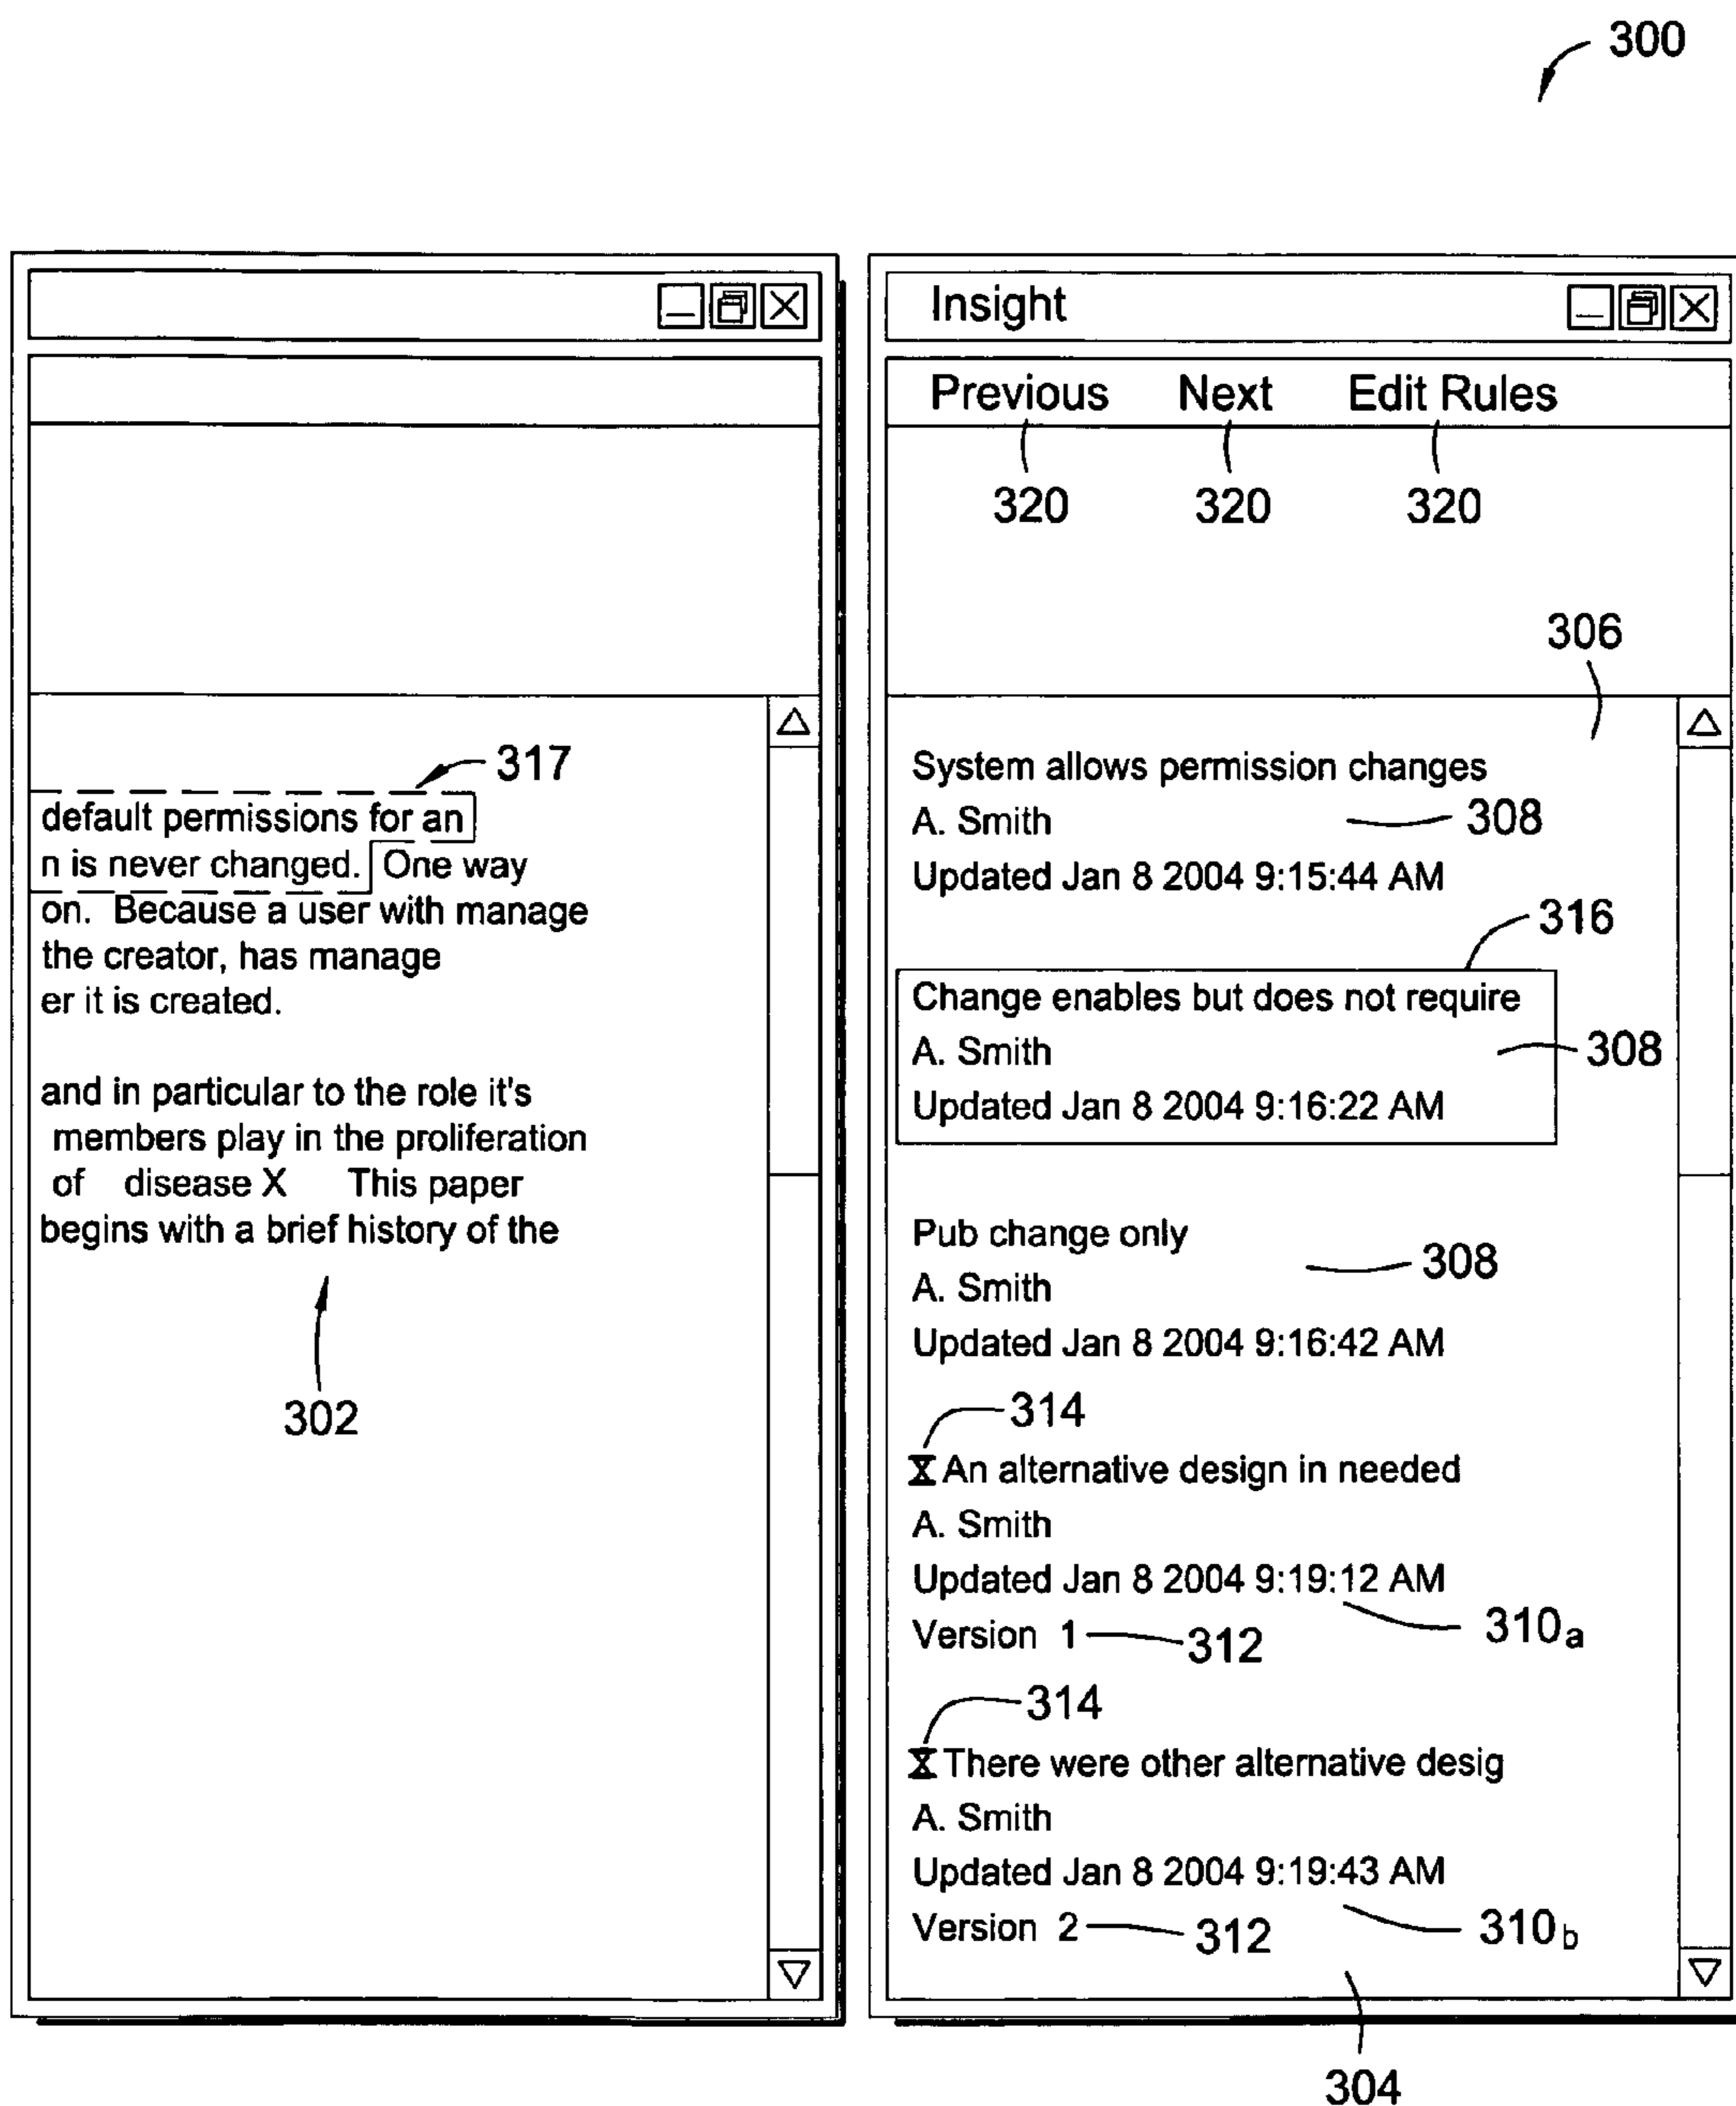 300
default permissions for an
n is never changed. One way
on. Because a user with manage
the creator, has manage
er it is created.
and in particular to the role it's
members play in the proliferation
of disease X This paper
begins with a brief history of the
317
302
Insight
Previous Next Edit Rules
320 320 320
306
System allows permission changes
A. Smith
308
Updated Jan 8 2004 9:15:44 AM
316
Change enables but does not require
A. Smith
308
Updated Jan 8 2004 9:16:22 AM
Pub change only
308
A. Smith
Updated Jan 8 2004 9:16:42 AM
314
An alternative design in needed
A. Smith
Updated Jan 8 2004 9:19:12 AM
310a
Version 1 312
314
There were other alternative desig
A. Smith
Updated Jan 8 2004 9:19:43 AM
310b
Version 2 312
304